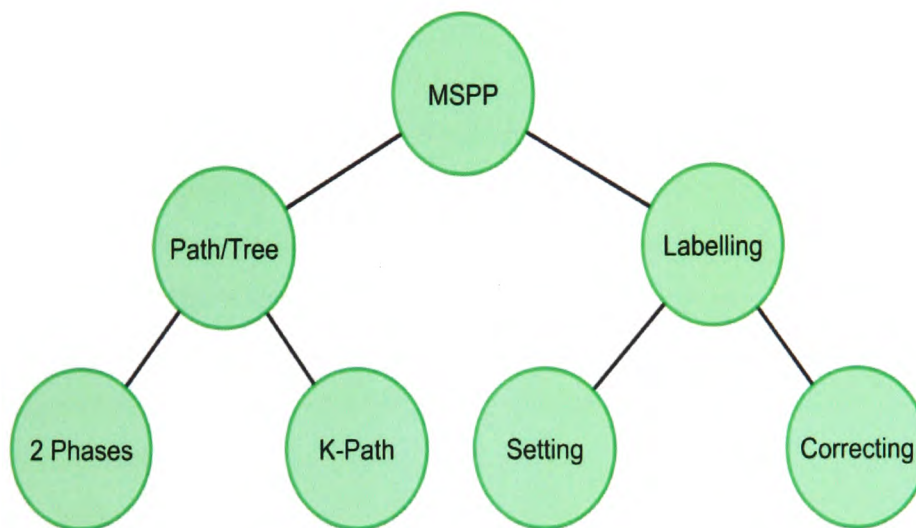 MSPP
Path/Tree
Labelling
2 Phases
K-Path
Setting
Correcting